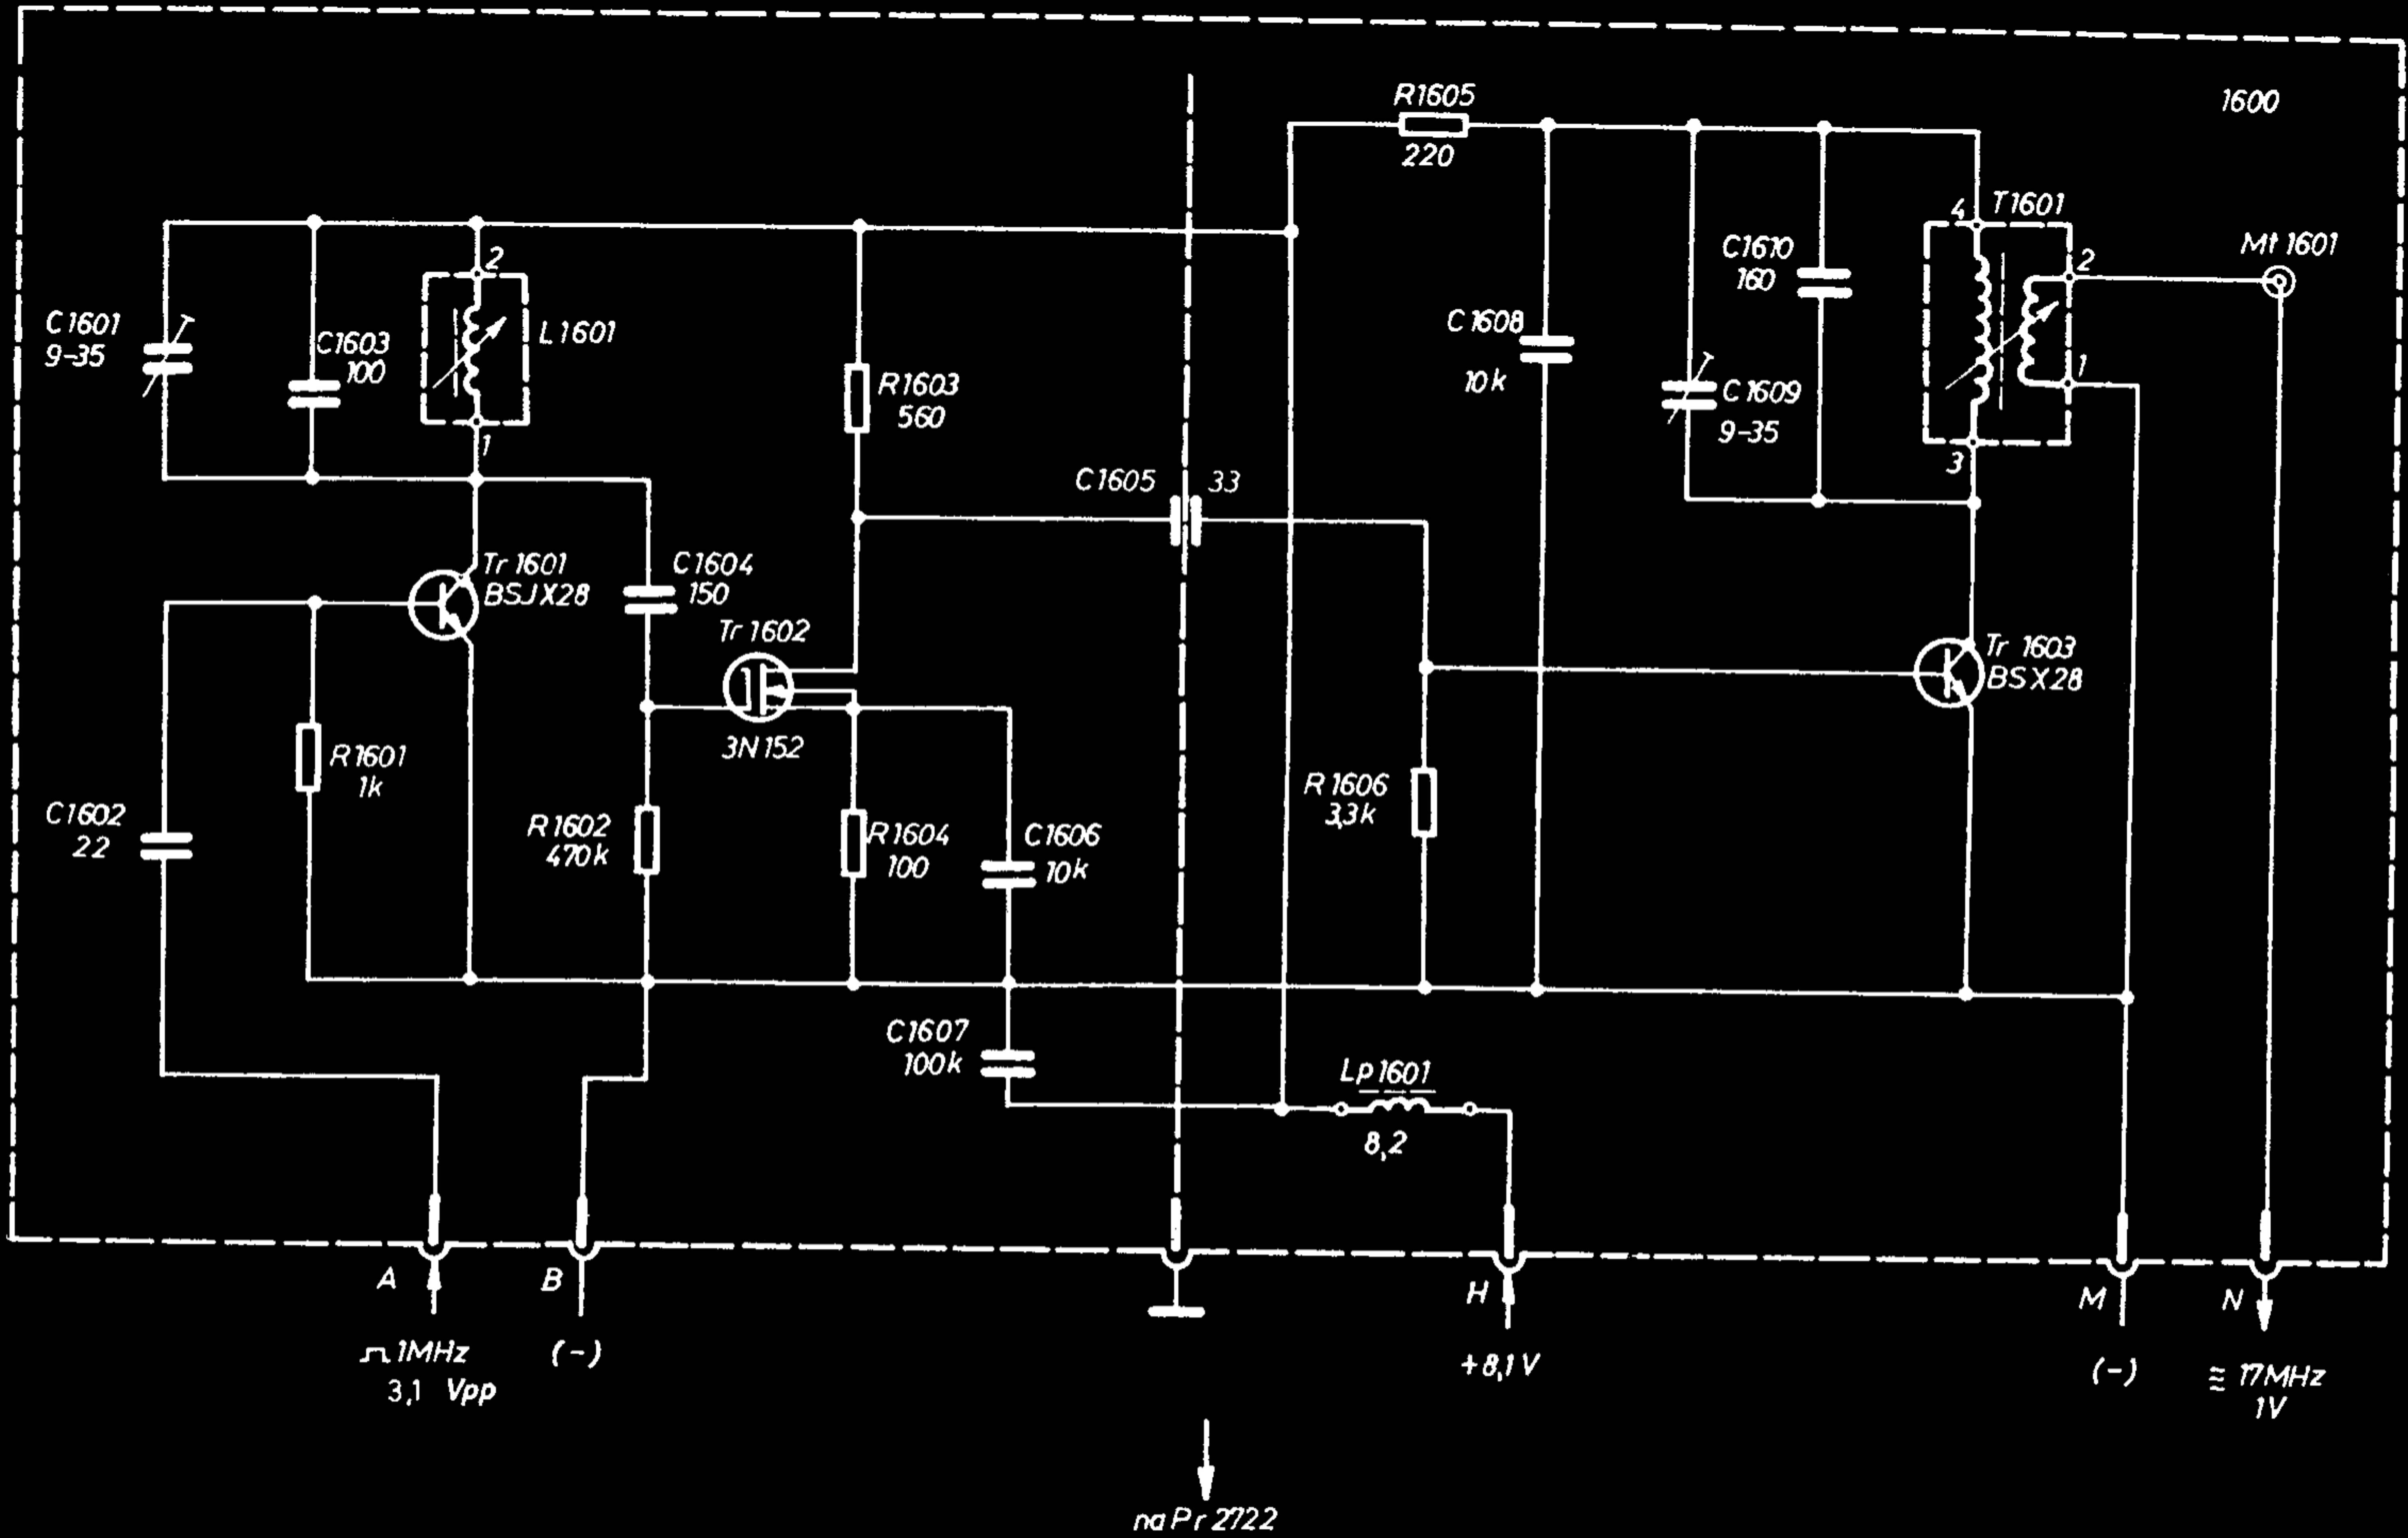 1600
R1605
220
C1601
9-35
C1603
100
2
L1601
1
R1603
560
C1605
33
C1608
10k
C1609
9-35
C1610
160
4
T1601
2
1
3
Mt 1601
Tr 1601
BSJX28
C1604
150
Tr 1602
3N152
Tr 1603
BSX28
R1601
1k
C1602
22
R1602
470k
R1604
100
C1606
10k
R1606
3,3k
C1607
100k
Lp1601
8,2
A
B
H
M
N
1MHz
3,1 Vpp
(-)
+8,1V
(-)
≈ 17MHz
1V
na Pr 2722